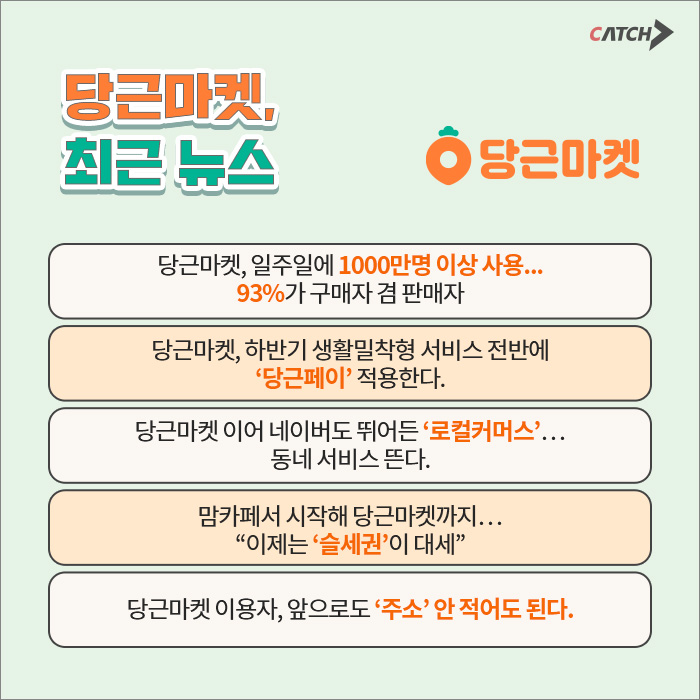 CATCH
당근마켓,
최근 뉴스
당근마켓
당근마켓, 일주일에 1000만명 이상 사용...
93%가 구매자 겸 판매자
당근마켓, 하반기 생활밀착형 서비스 전반에
‘당근페이’ 적용한다.
당근마켓 이어 네이버도 뛰어든 ‘로컬커머스’…
동네 서비스 뜬다.
맘카페서 시작해 당근마켓까지…
“이제는 ‘슬세권’이 대세”
당근마켓 이용자, 앞으로도 ‘주소’ 안 적어도 된다.